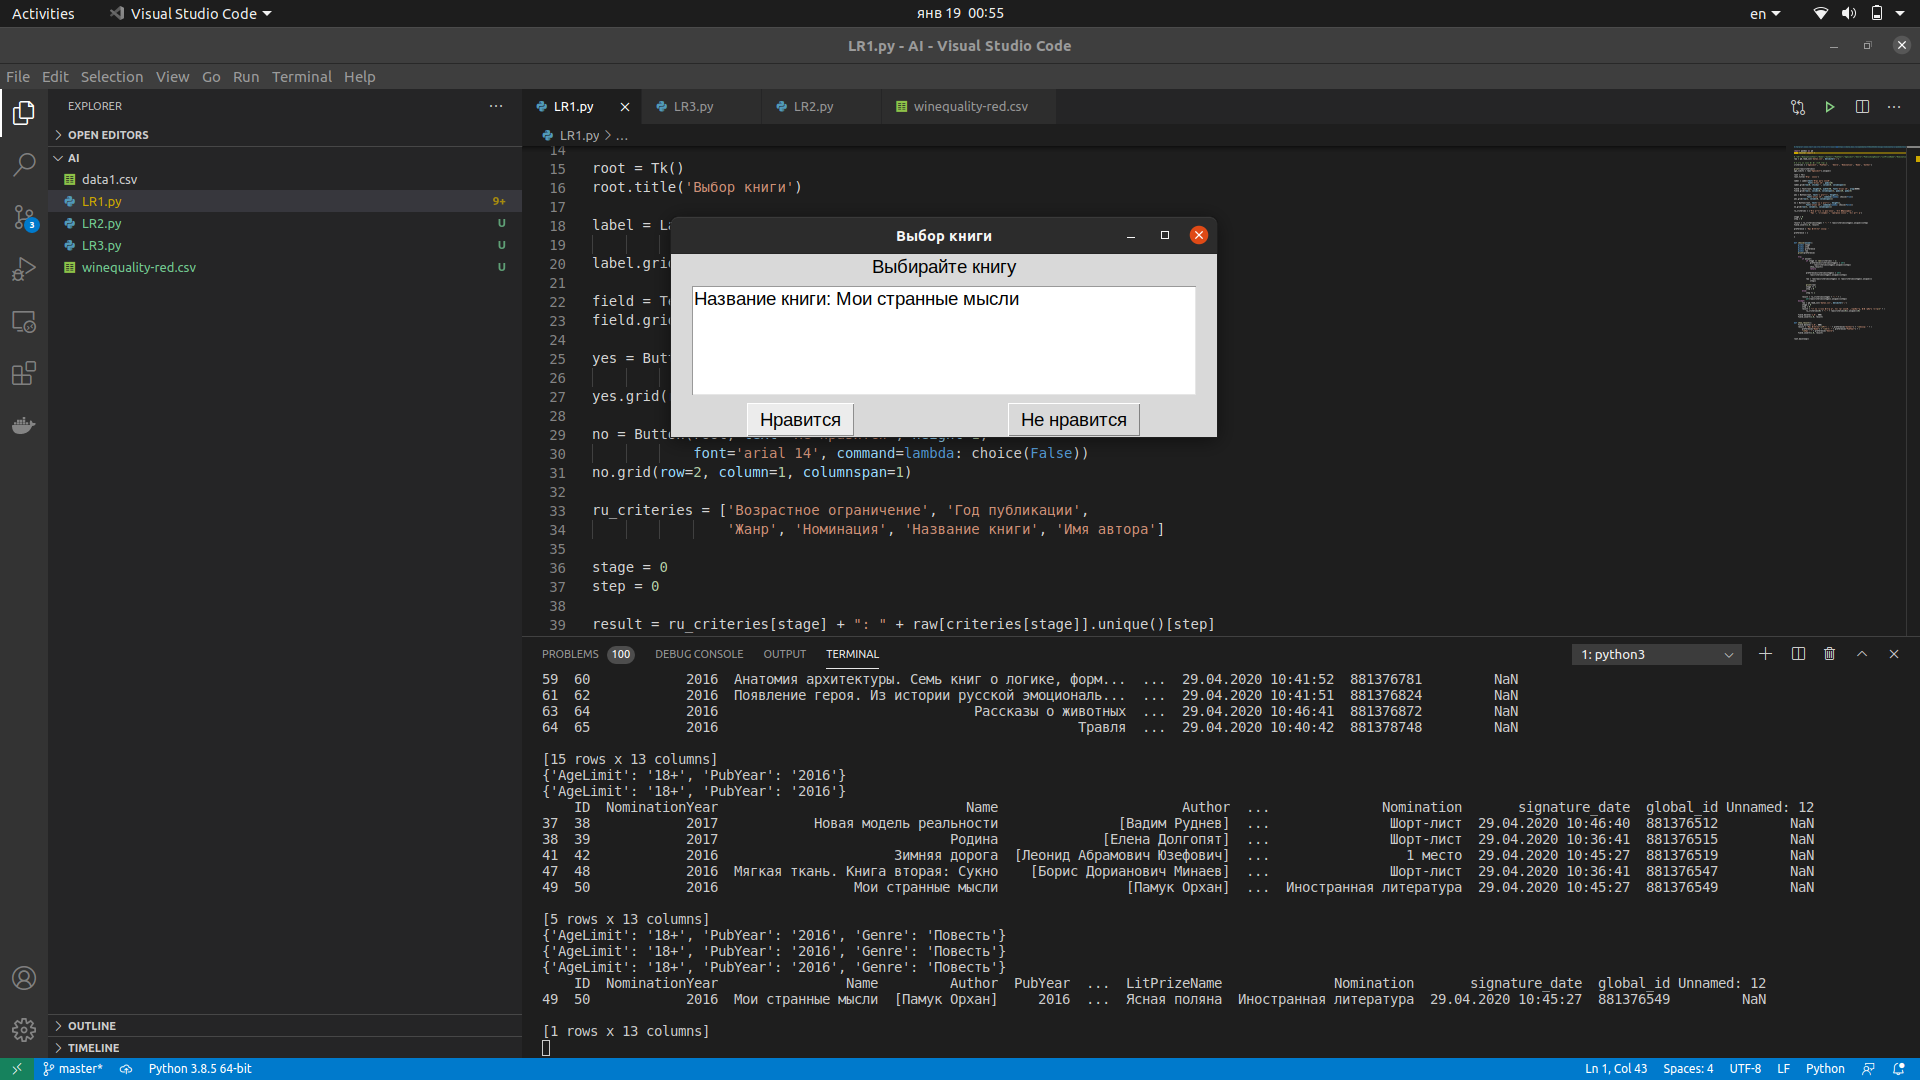 Activities Visual Studio Code янв 19 00:55 en
LR1.py - AI - Visual Studio Code
File Edit Selection View Go Run Terminal Help
EXPLORER ...
OPEN EDITORS
AI
data1.csv
LR1.py 9+
LR2.py U
LR3.py U
winequality-red.csv U
3
OUTLINE
TIMELINE
LR1.py LR3.py LR2.py winequality-red.csv
LR1.py > ...
14
15 root = Tk()
16 root.title('Выбор книги')
17
18 label = La
19
20 label.grid
21
22 field = Te
23 field.grid
24
25 yes = Butt
26
27 yes.grid(
28
29 no = Button(
30 font='arial 14', command=lambda: choice(False))
31 no.grid(row=2, column=1, columnspan=1)
32
33 ru_criteries = ['Возрастное ограничение', 'Год публикации',
34 'Жанр', 'Номинация', 'Название книги', 'Имя автора']
35
36 stage = 0
37 step = 0
38
39 result = ru_criteries[stage] + ": " + raw[criteries[stage]].unique()[step]
Выбор книги
Выбирайте книгу
Название книги: Мои странные мысли
Нравится Не нравится
PROBLEMS 100 DEBUG CONSOLE OUTPUT TERMINAL 1: python3
59 60 2016 Анатомия архитектуры. Семь книг о логике, форм... ... 29.04.2020 10:41:52 881376781 NaN
61 62 2016 Появление героя. Из истории русской эмоциональ... ... 29.04.2020 10:41:51 881376824 NaN
63 64 2016 Рассказы о животных ... 29.04.2020 10:46:41 881376872 NaN
64 65 2016 Травля ... 29.04.2020 10:40:42 881378748 NaN
[15 rows x 13 columns]
{'AgeLimit': '18+', 'PubYear': '2016'}
{'AgeLimit': '18+', 'PubYear': '2016'}
ID NominationYear Name Author ... Nomination signature_date global_id Unnamed: 12
37 38 2017 Новая модель реальности [Вадим Руднев] ... Шорт-лист 29.04.2020 10:46:40 881376512 NaN
38 39 2017 Родина [Елена Долгопят] ... Шорт-лист 29.04.2020 10:36:41 881376515 NaN
41 42 2016 Зимняя дорога [Леонид Абрамович Юзефович] ... 1 место 29.04.2020 10:45:27 881376519 NaN
47 48 2016 Мягкая ткань. Книга вторая: Сукно [Борис Дорианович Минаев] ... Шорт-лист 29.04.2020 10:36:41 881376547 NaN
49 50 2016 Мои странные мысли [Памук Орхан] ... Иностранная литература 29.04.2020 10:45:27 881376549 NaN
[5 rows x 13 columns]
{'AgeLimit': '18+', 'PubYear': '2016', 'Genre': 'Повесть'}
{'AgeLimit': '18+', 'PubYear': '2016', 'Genre': 'Повесть'}
{'AgeLimit': '18+', 'PubYear': '2016', 'Genre': 'Повесть'}
ID NominationYear Name Author PubYear ... LitPrizeName Nomination signature_date global_id Unnamed: 12
49 50 2016 Мои странные мысли [Памук Орхан] 2016 ... Ясная поляна Иностранная литература 29.04.2020 10:45:27 881376549 NaN
[1 rows x 13 columns]
master* Python 3.8.5 64-bit Ln 1, Col 43 Spaces: 4 UTF-8 LF Python